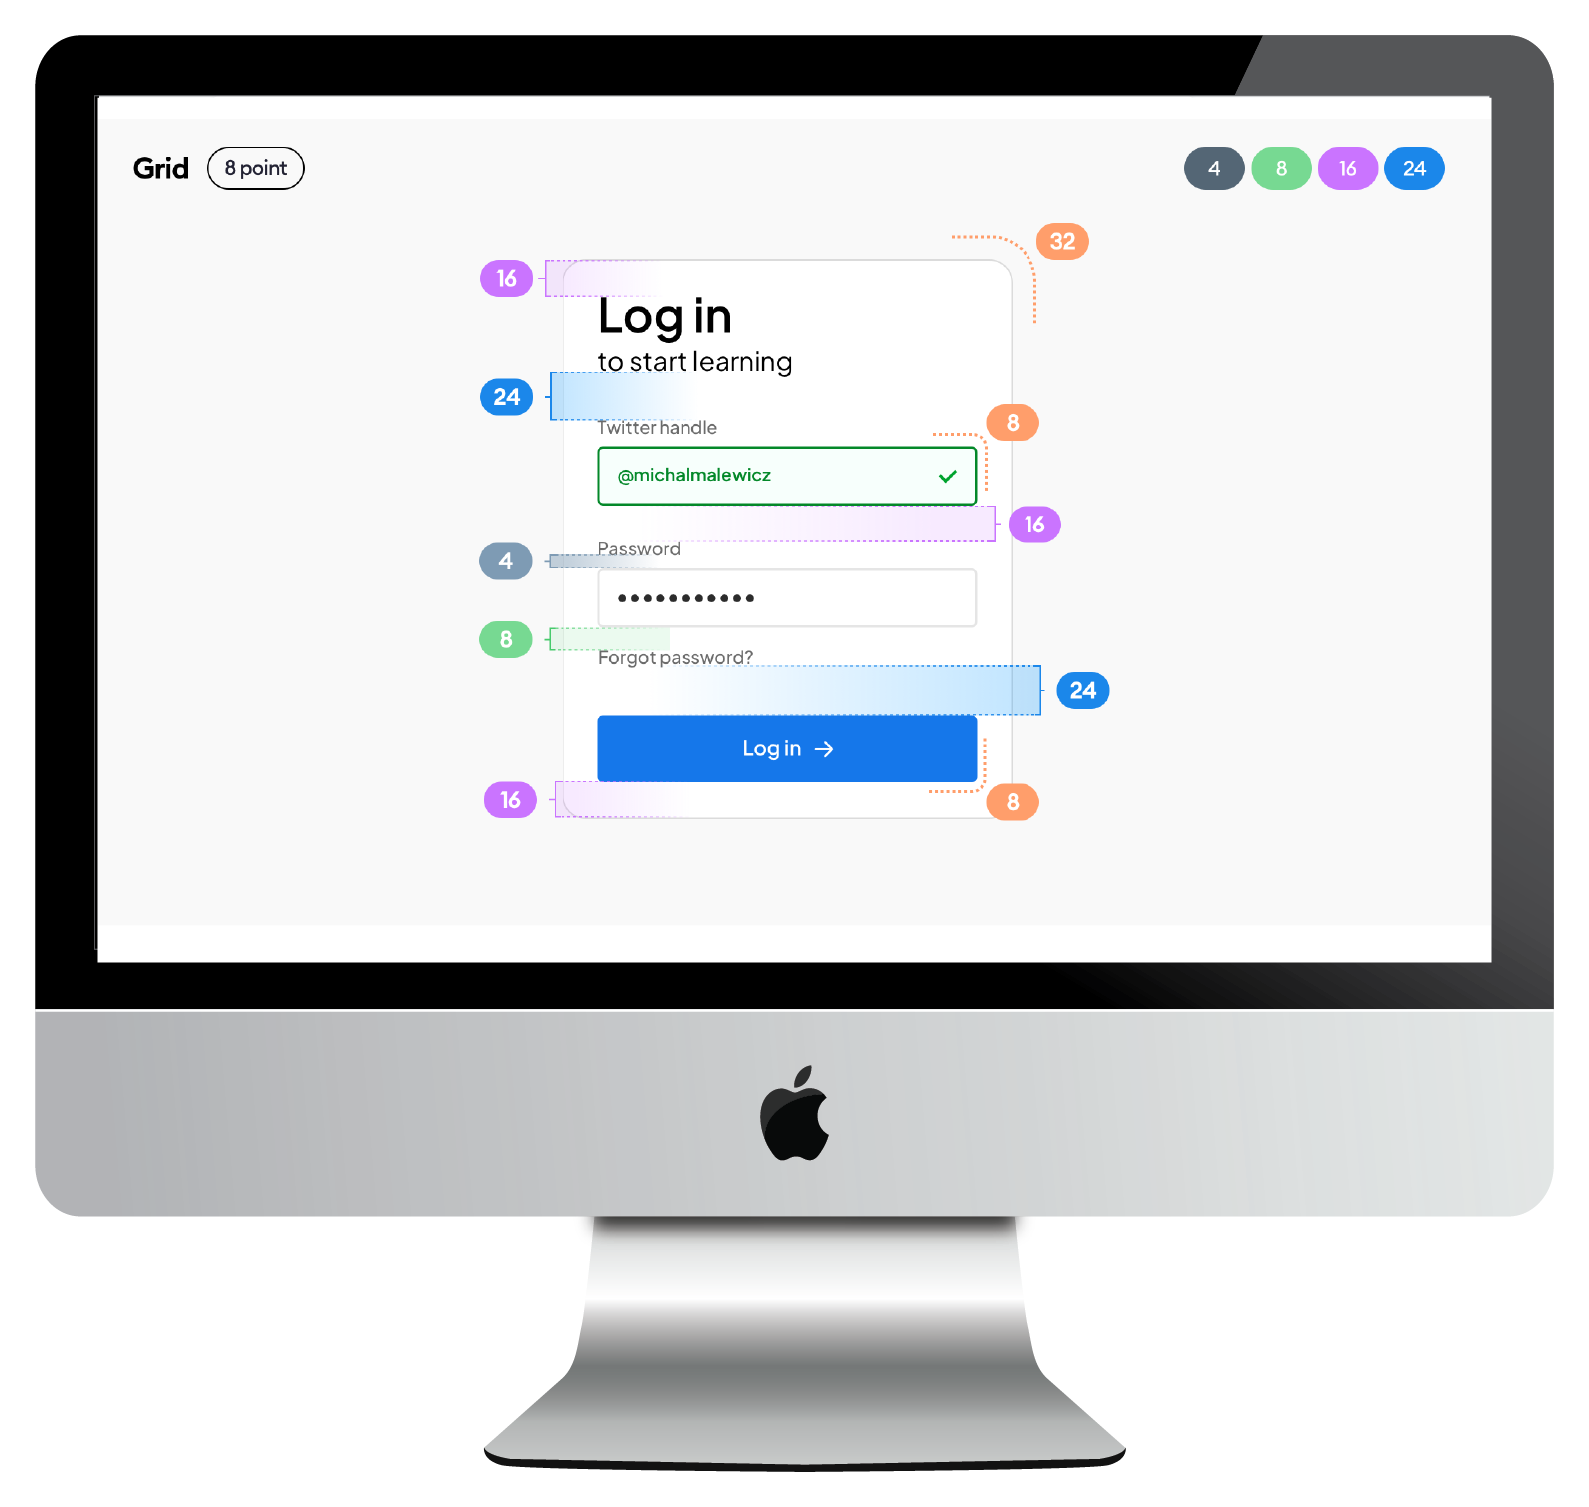 Grid 8 point 4 8 16 24
32
16
Log in
to start learning
24
8
Twitter handle
@michalmalewicz
16
Password
4
•••••••••••
8
Forgot password?
24
Log in →
16
8